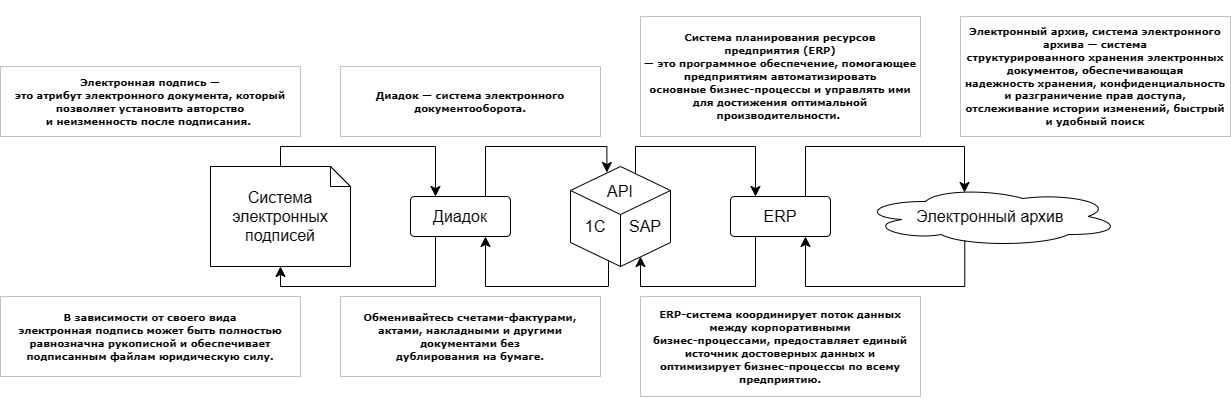 Электронная подпись —
это атрибут электронного документа, который
позволяет установить авторство
и неизменность после подписания.
Диадок — система электронного
документооборота.
Система планирования ресурсов
предприятия (ERP)
— это программное обеспечение, помогающее
предприятиям автоматизировать
основные бизнес-процессы и управлять ими
для достижения оптимальной
производительности.
Электронный архив, система электронного
архива — система
структурированного хранения электронных
документов, обеспечивающая
надежность хранения, конфиденциальность
и разграничение прав доступа,
отслеживание истории изменений, быстрый
и удобный поиск
Система
электронных
подписей
Диадок
API
1C
SAP
ERP
Электронный архив
В зависимости от своего вида
электронная подпись может быть полностью
равнозначна рукописной и обеспечивает
подписанным файлам юридическую силу.
Обменивайтесь счетами-фактурами,
актами, накладными и другими
документами без
дублирования на бумаге.
ERP-система координирует поток данных
между корпоративными
бизнес-процессами, предоставляет единый
источник достоверных данных и
оптимизирует бизнес-процессы по всему
предприятию.